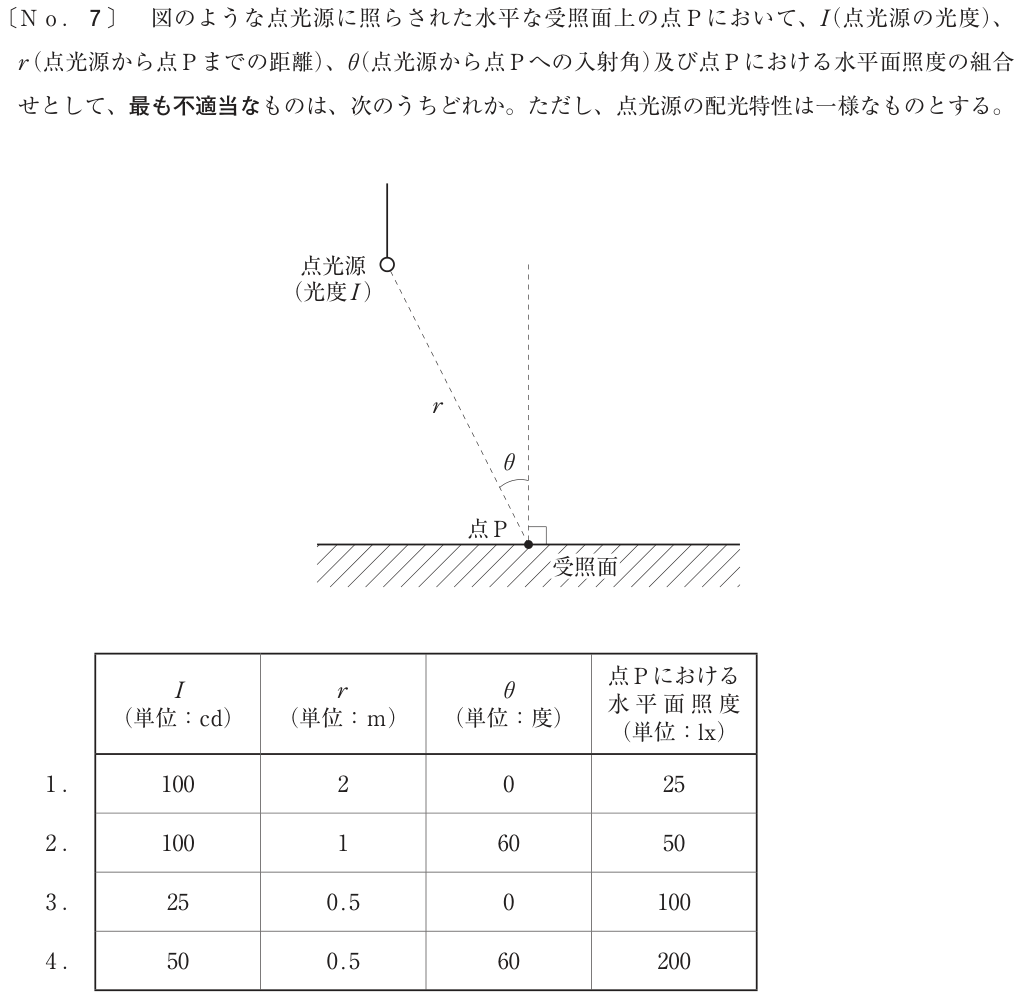 〔No. 7〕 図のような点光源に照らされた水平な受照面上の点Pにおいて、I(点光源の光度)、
r(点光源から点Pまでの距離)、θ(点光源から点Pへの入射角)及び点Pにおける水平面照度の組合
せとして、最も不適当なものは、次のうちどれか。ただし、点光源の配光特性は一様なものとする。
点光源
(光度I)
r
θ
点P
受照面
I
(単位：cd)
r
(単位：m)
θ
(単位：度)
点Pにおける
水平面照度
(単位：lx)
1. 100 2 0 25
2. 100 1 60 50
3. 25 0.5 0 100
4. 50 0.5 60 200